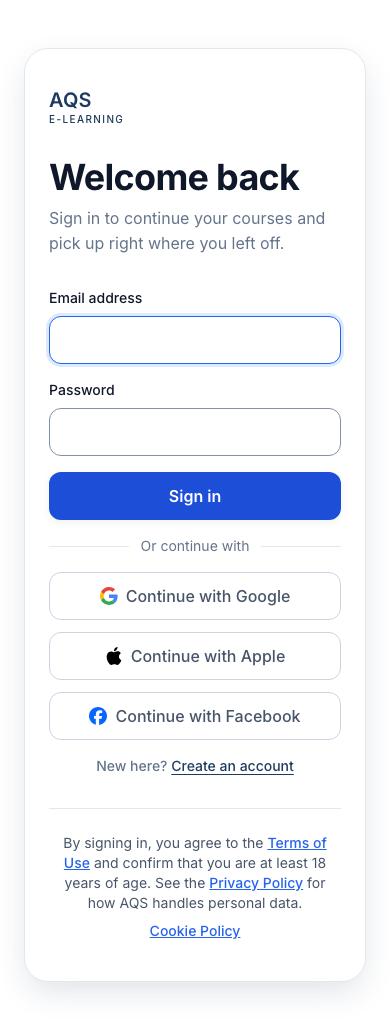 AQS
E-LEARNING
Welcome back
Sign in to continue your courses and
pick up right where you left off.
Email address
Password
Sign in
Or continue with
Continue with Google
Continue with Apple
Continue with Facebook
New here? Create an account
By signing in, you agree to the Terms of
Use and confirm that you are at least 18
years of age. See the Privacy Policy for
how AQS handles personal data.
Cookie Policy